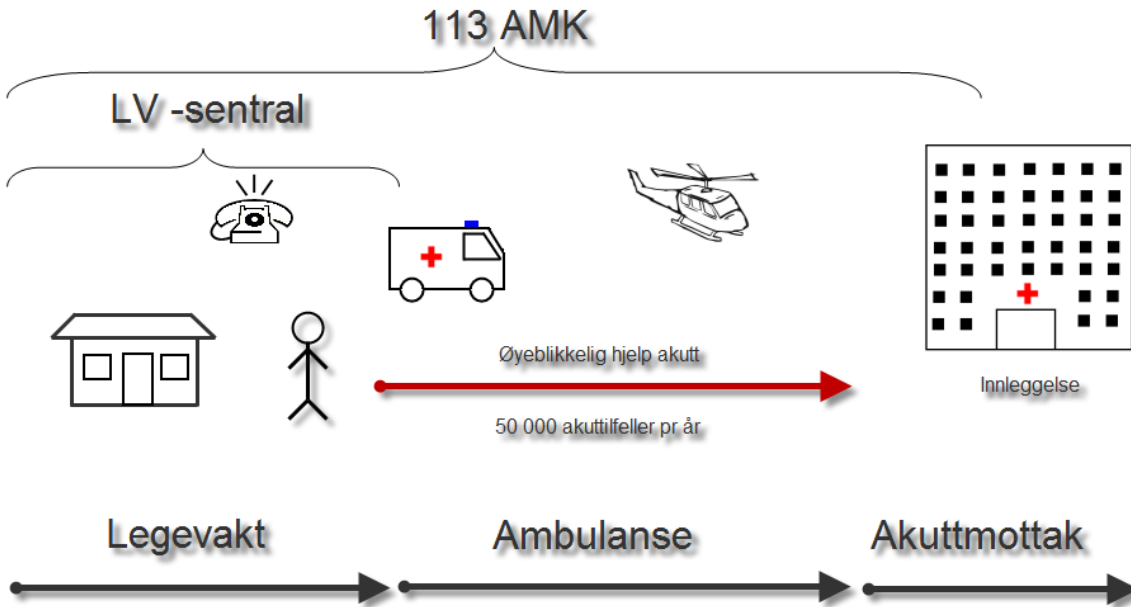 113 AMK
LV -sentral
Øyeblikkelig hjelp akutt
50 000 akuttilfeller pr år
Innleggelse
Legevakt
Ambulanse
Akuttmottak